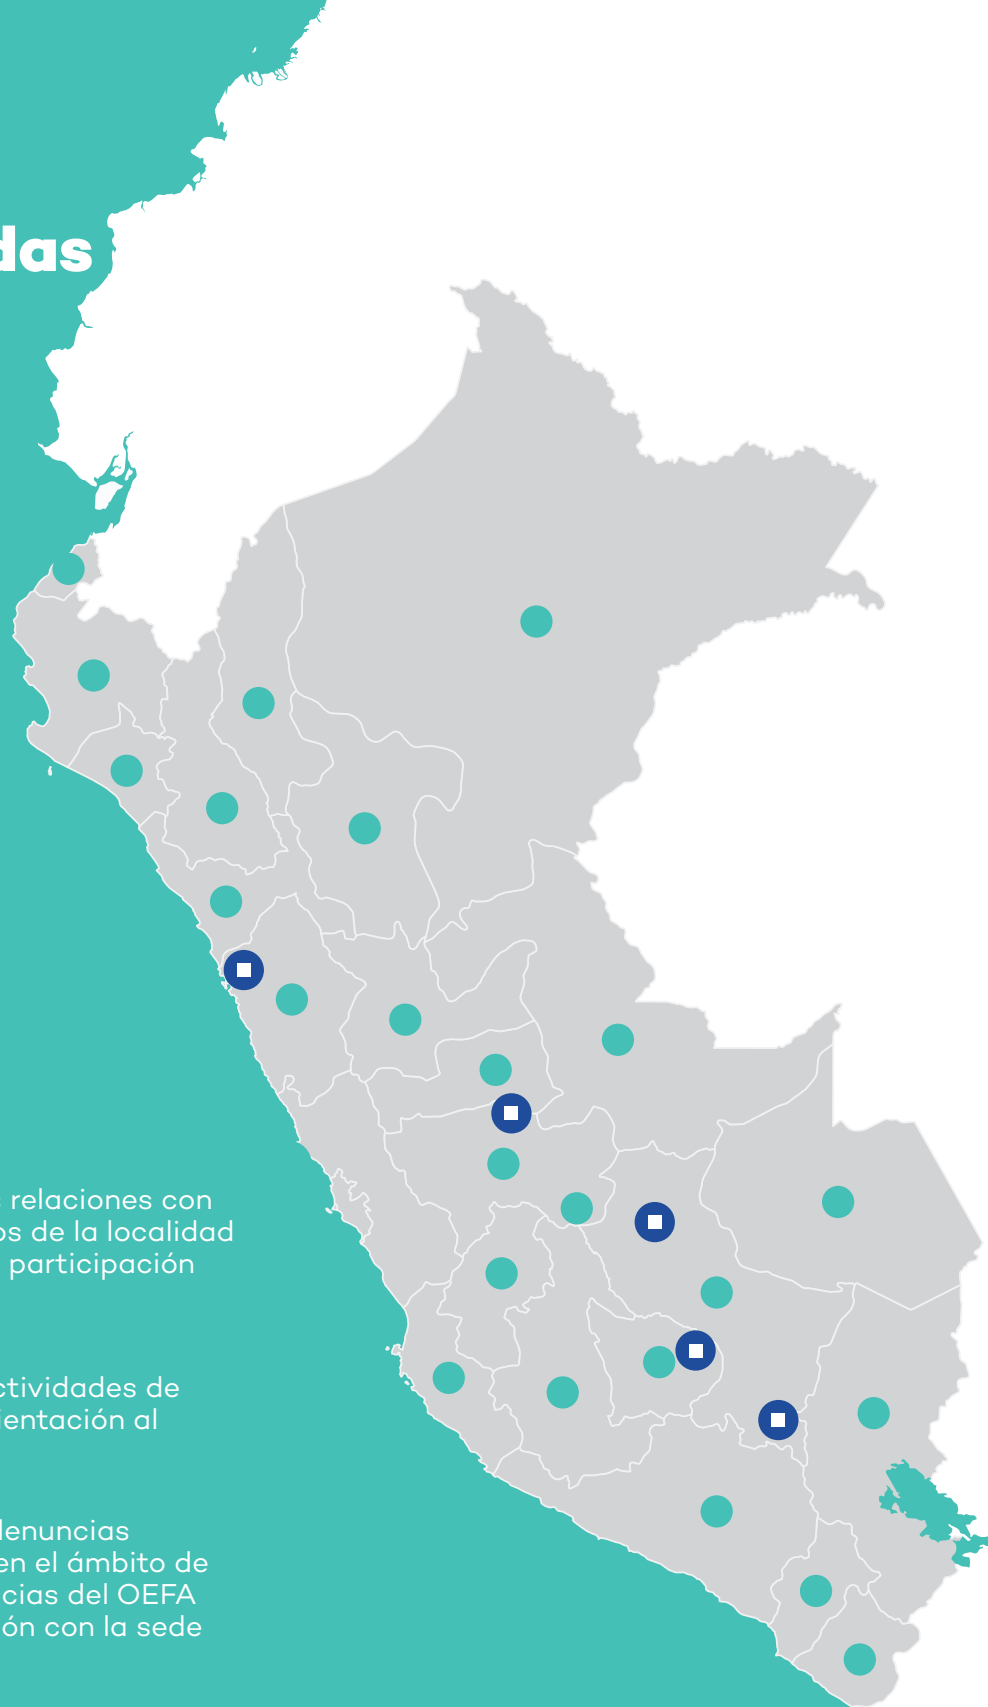 das
s relaciones con
os de la localidad
participación
ctividades de
ientación al
denuncias
en el ámbito de
cias del OEFA
ón con la sede